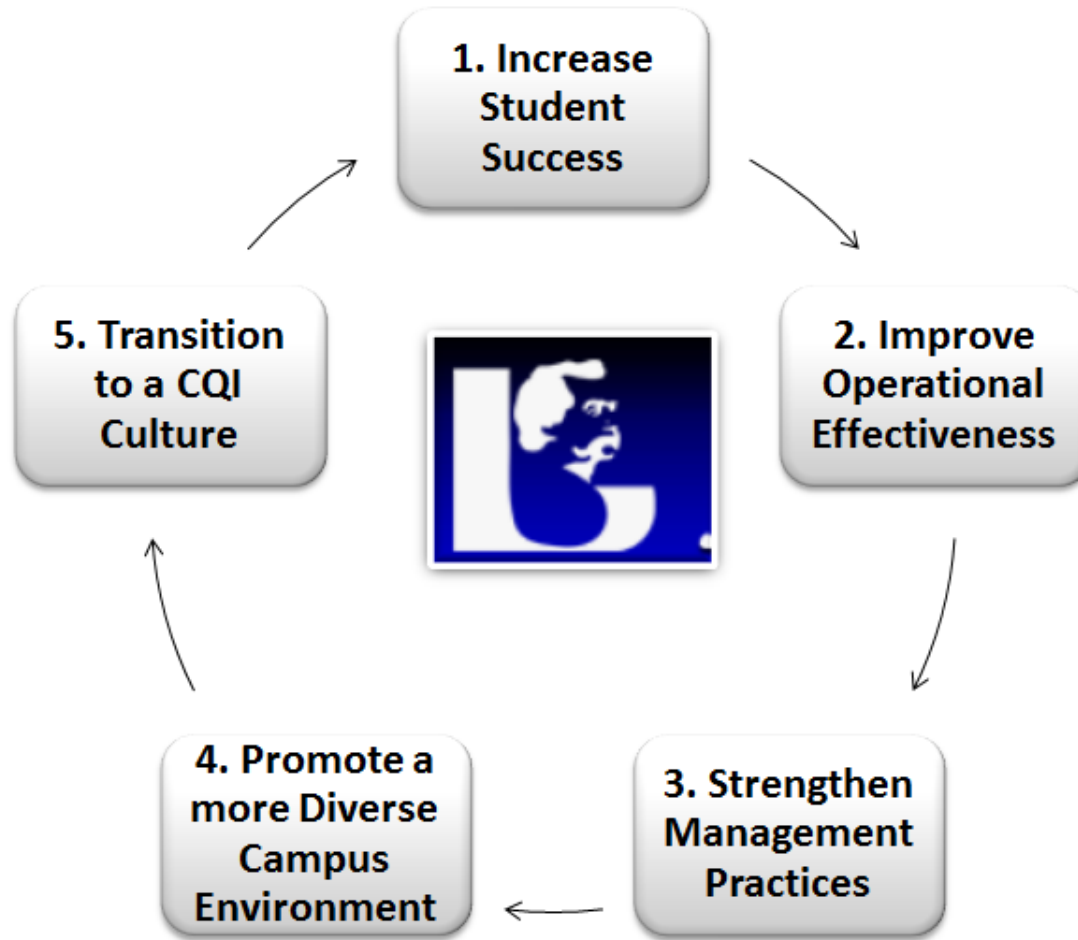 1. Increase
Student
Success
2. Improve
Operational
Effectiveness
3. Strengthen
Management
Practices
4. Promote a
more Diverse
Campus
Environment
5. Transition
to a CQI
Culture